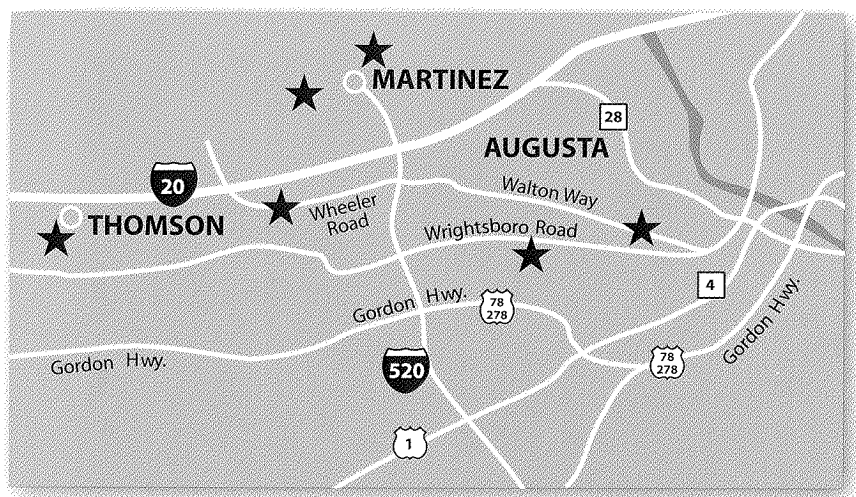 MARTINEZ
28
AUGUSTA
20
Walton Way
Wheeler
Road
THOMSON
Wrightsboro Road
4
Gordon Hwy.
78
278
Gordon Hwy.
Gordon Hwy.
78
278
520
1